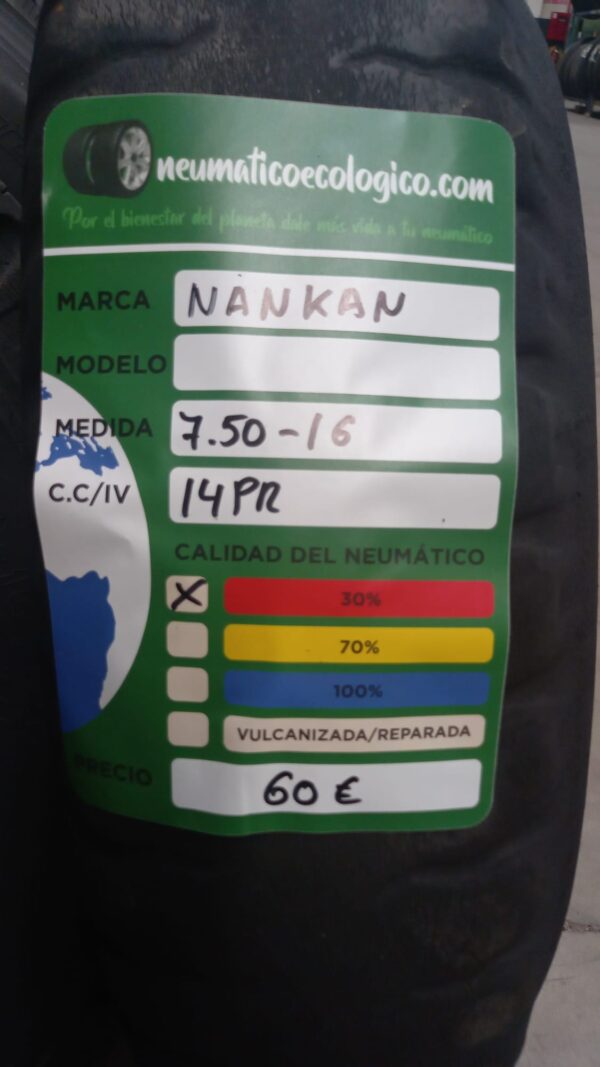 neumaticoecologico.com
Por el bienestar del planeta dale más vida a tu neumático
MARCA NANKAN
MODELO
MEDIDA 7.50-16
C.C/IV 14PR
CALIDAD DEL NEUMÁTICO
X 30%
70%
100%
VULCANIZADA/REPARADA
PRECIO 60 €